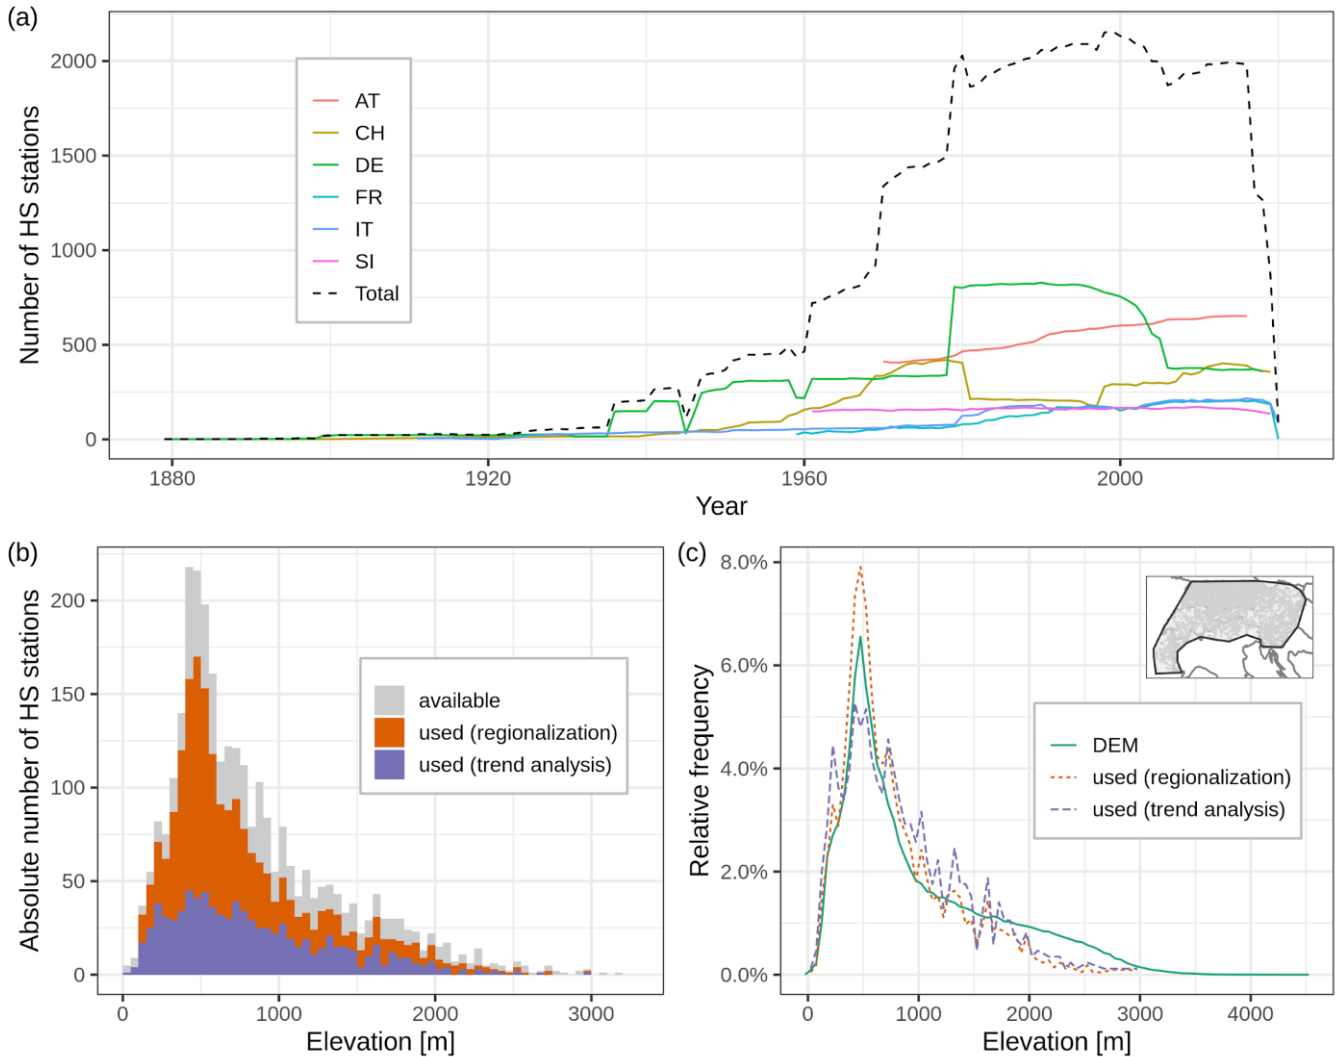 (a)
Number of HS stations
2000
1500
1000
500
0
AT
CH
DE
FR
IT
SI
Total
1880
1920
1960
2000
Year
(b)
Absolute number of HS stations
200
150
100
50
0
available
used (regionalization)
used (trend analysis)
0
1000
2000
3000
Elevation [m]
(c)
Relative frequency
8.0%
6.0%
4.0%
2.0%
0.0%
DEM
used (regionalization)
used (trend analysis)
0
1000
2000
3000
4000
Elevation [m]